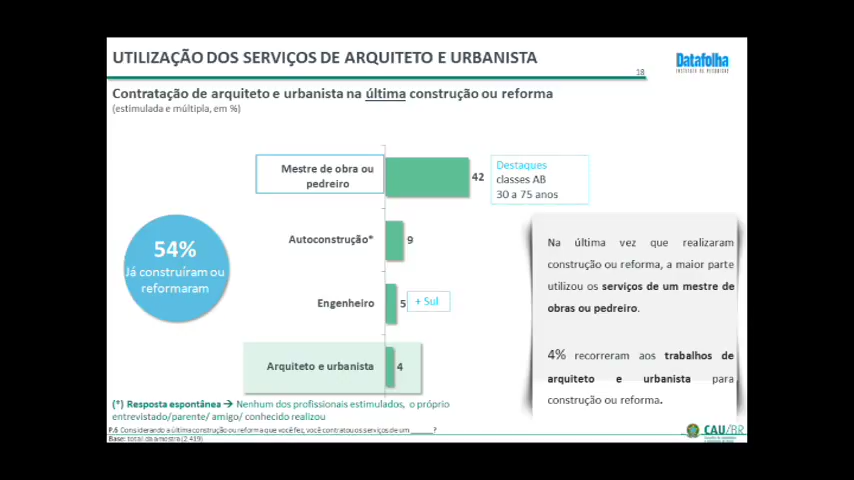 UTILIZAÇÃO DOS SERVIÇOS DE ARQUITETO E URBANISTA
18
Datafolha
INSTITUTO DE PESQUISAS
Contratação de arquiteto e urbanista na última construção ou reforma
(estimulada e múltipla, em %)
Mestre de obra ou
pedreiro
42
Destaques
classes AB
30 a 75 anos
Autoconstrução*
9
54%
Já construíram ou
reformaram
Engenheiro
5
+ Sul
Arquiteto e urbanista
4
Na última vez que realizaram
construção ou reforma, a maior parte
utilizou os serviços de um mestre de
obras ou pedreiro.
4% recorreram aos trabalhos de
arquiteto e urbanista para
construção ou reforma.
(*) Resposta espontânea → Nenhum dos profissionais estimulados, o próprio
entrevistado/parente/ amigo/ conhecido realizou
P.6 Considerando a última construção ou reforma que você fez, você contratou os serviços de um ______?
Base: total da amostra (2.419)
CAU/BR